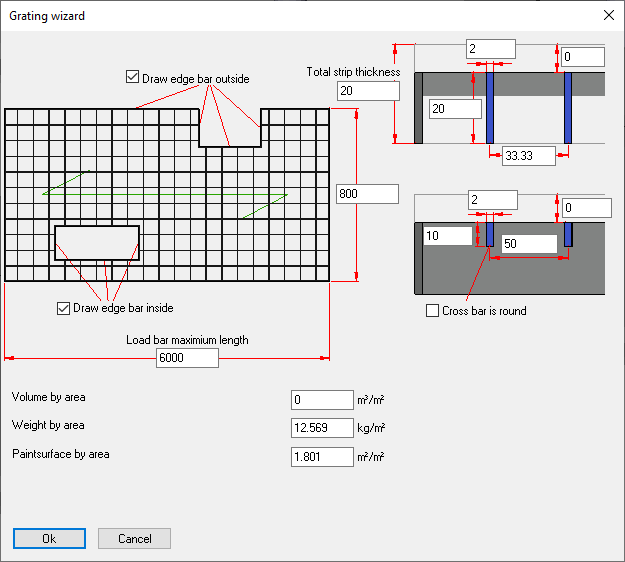 Grating wizard
Draw edge bar outside
Total strip thickness
20
2
0
20
33.33
800
2
0
10
50
Draw edge bar inside
Cross bar is round
Load bar maximium length
6000
Volume by area 0 m³/m²
Weight by area 12.569 kg/m²
Paintsurface by area 1.801 m²/m²
Ok Cancel